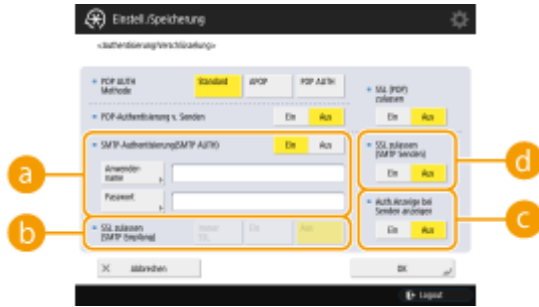 Einstell./Speicherung
<Authentisierung/Verschlüsselung>
POP AUTH
Methode
Standard
APOP
POP AUTH
SSL (POP)
zulassen
POP-Authentisierung v. Senden
Ein
Aus
Ein
Aus
SMTP-Authentisierung(SMTP AUTH)
Ein
Aus
SSL zulassen
(SMTP Senden)
a
d
Anwender-
name
Ein
Aus
Passwort
Auth.Anzeige bei
Senden anzeigen
b
SSL zulassen
(SMTP Empfang)
Immer
SSL
Ein
Aus
Ein
Aus
c
Abbrechen
OK
Logout